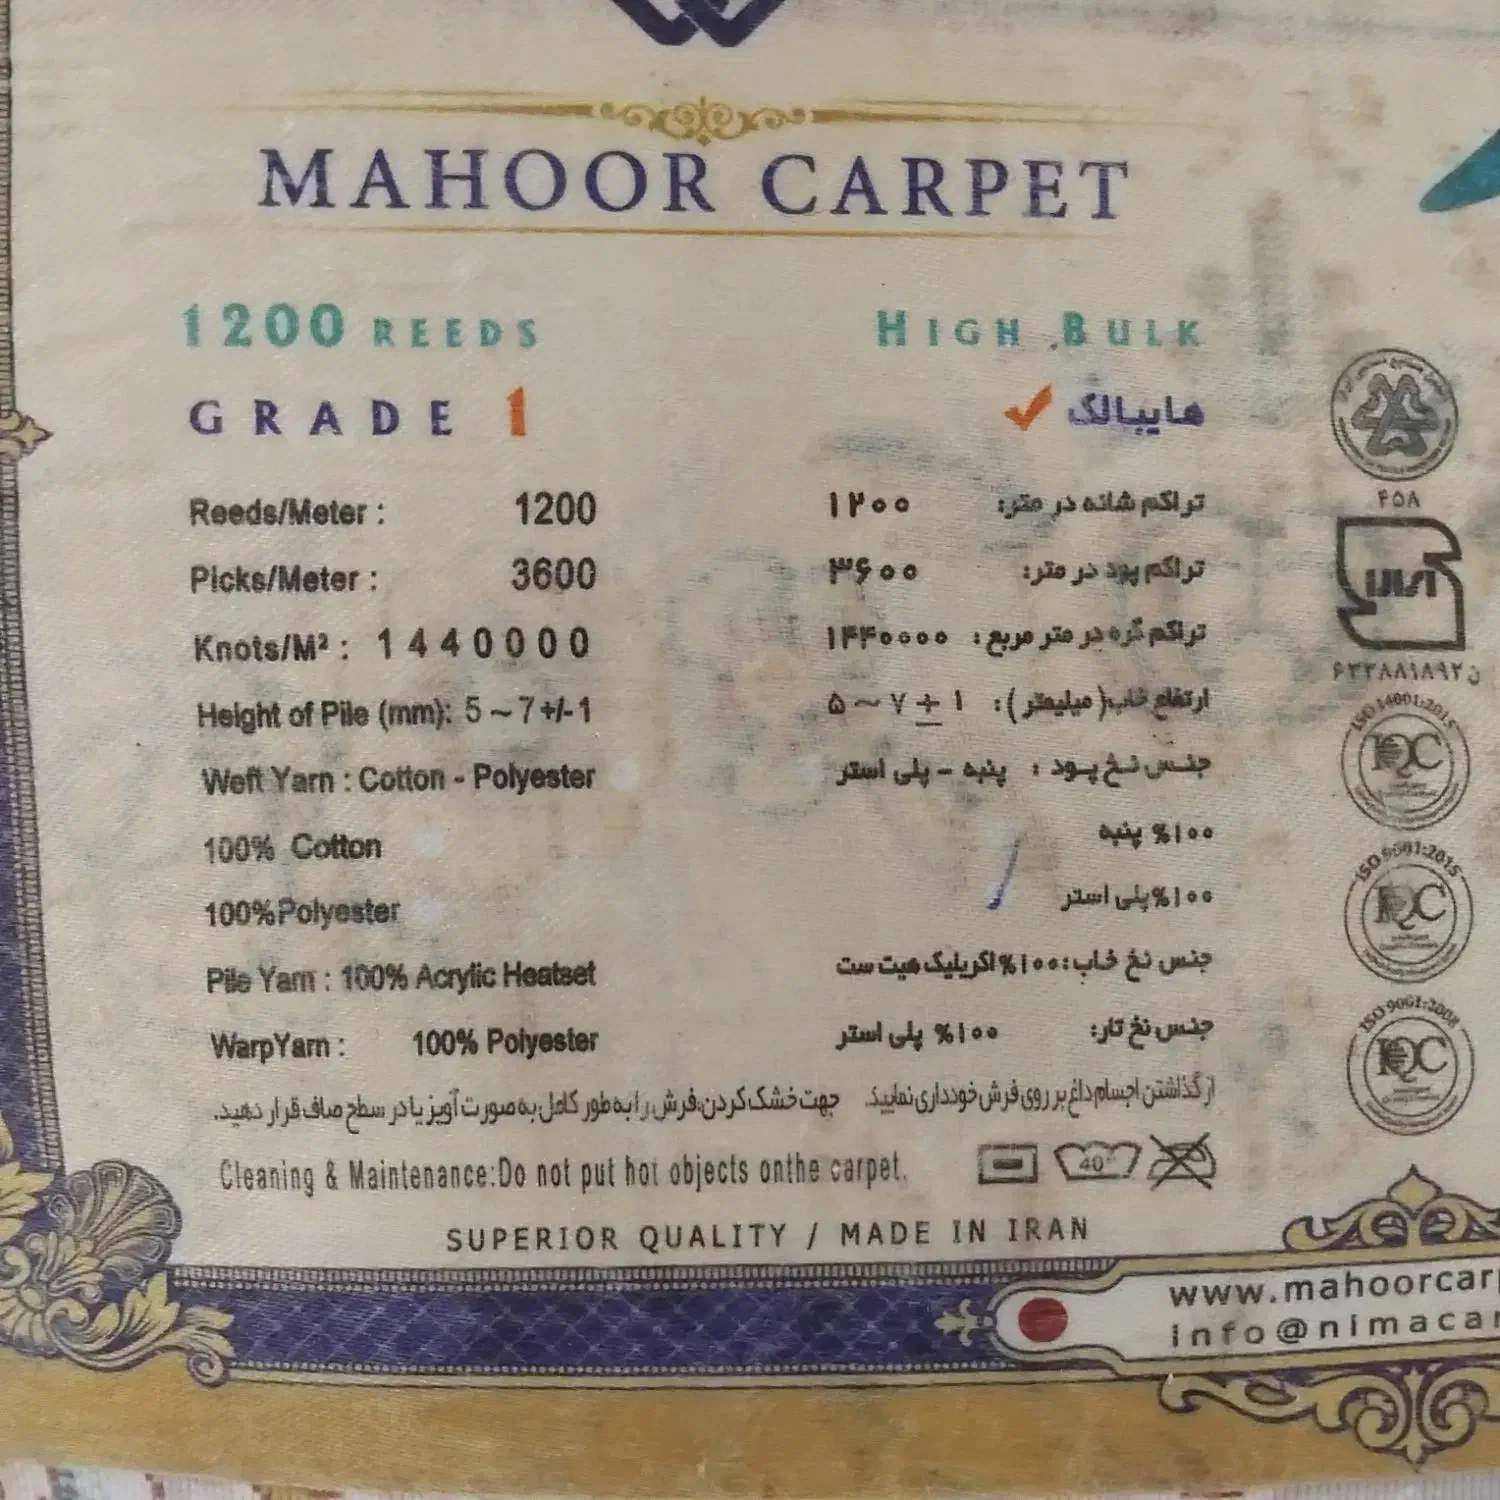 MAHOOR CARPET
1200 REEDS
HIGH BULK
GRADE 1
هایبالک
Reeds/Meter : 1200
تراکم شانه در متر: ۱۲۰۰
Picks/Meter : 3600
تراکم پود در متر: ۳۶۰۰
Knots/M² : 1440000
تراکم گره در متر مربع : ۱۴۴۰۰۰۰
Height of Pile (mm): 5 ~ 7 +/- 1
ارتفاع خاب( میلیمتر ) : ۵ ~ ۷ ± ۱
Weft Yarn : Cotton - Polyester
جنس نخ پود : پنبه - پلی استر
100% Cotton
۱۰۰% پنبه
100%Polyester
۱۰۰%پلی استر
Pile Yarn : 100% Acrylic Heatset
جنس نخ خاب :۱۰۰%اکریلیک هیت ست
WarpYarn : 100% Polyester
جنس نخ تار: ۱۰۰% پلی استر
از گذاشتن اجسام داغ بر روی فرش خودداری نمایید. جهت خشک کردن،فرش را به طور کامل به صورت آویز یا در سطح صاف قرار دهید.
Cleaning & Maintenance:Do not put hot objects onthe carpet.
40°
SUPERIOR QUALITY / MADE IN IRAN
www.mahoorcar
info@nimacar
۴۵۸
ISO 14001:2015
IQC
ISO 9001:2015
IQC
ISO 9001:2008
IQC